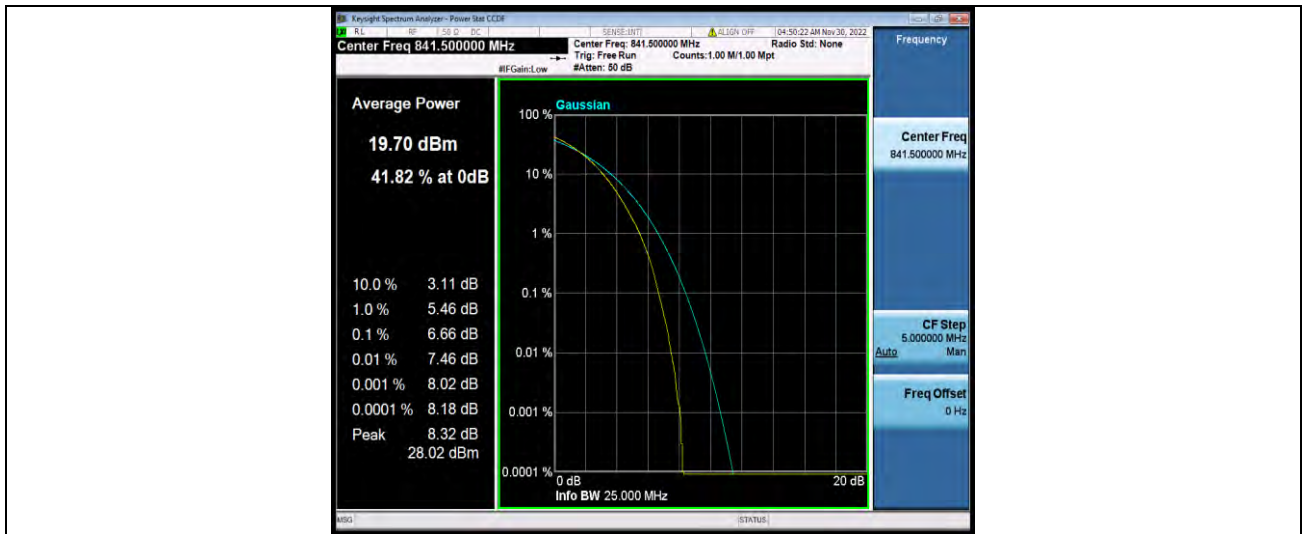 Keysight Spectrum Analyzer - Power Stat CCDF
RL RF 50 Ω DC SENSE:INT ALIGN OFF 04:50:22 AM Nov 30, 2022
Center Freq 841.500000 MHz
Center Freq: 841.500000 MHz Radio Std: None
Trig: Free Run Counts:1.00 M/1.00 Mpt
#IFGain:Low #Atten: 50 dB
Frequency
Average Power
19.70 dBm
41.82 % at 0dB
10.0 % 3.11 dB
1.0 % 5.46 dB
0.1 % 6.66 dB
0.01 % 7.46 dB
0.001 % 8.02 dB
0.0001 % 8.18 dB
Peak 8.32 dB
28.02 dBm
Gaussian
100 %
10 %
1 %
0.1 %
0.01 %
0.001 %
0.0001 %
0 dB 20 dB
Info BW 25.000 MHz
Center Freq
841.500000 MHz
CF Step
5.000000 MHz
Auto Man
Freq Offset
0 Hz
MSG STATUS